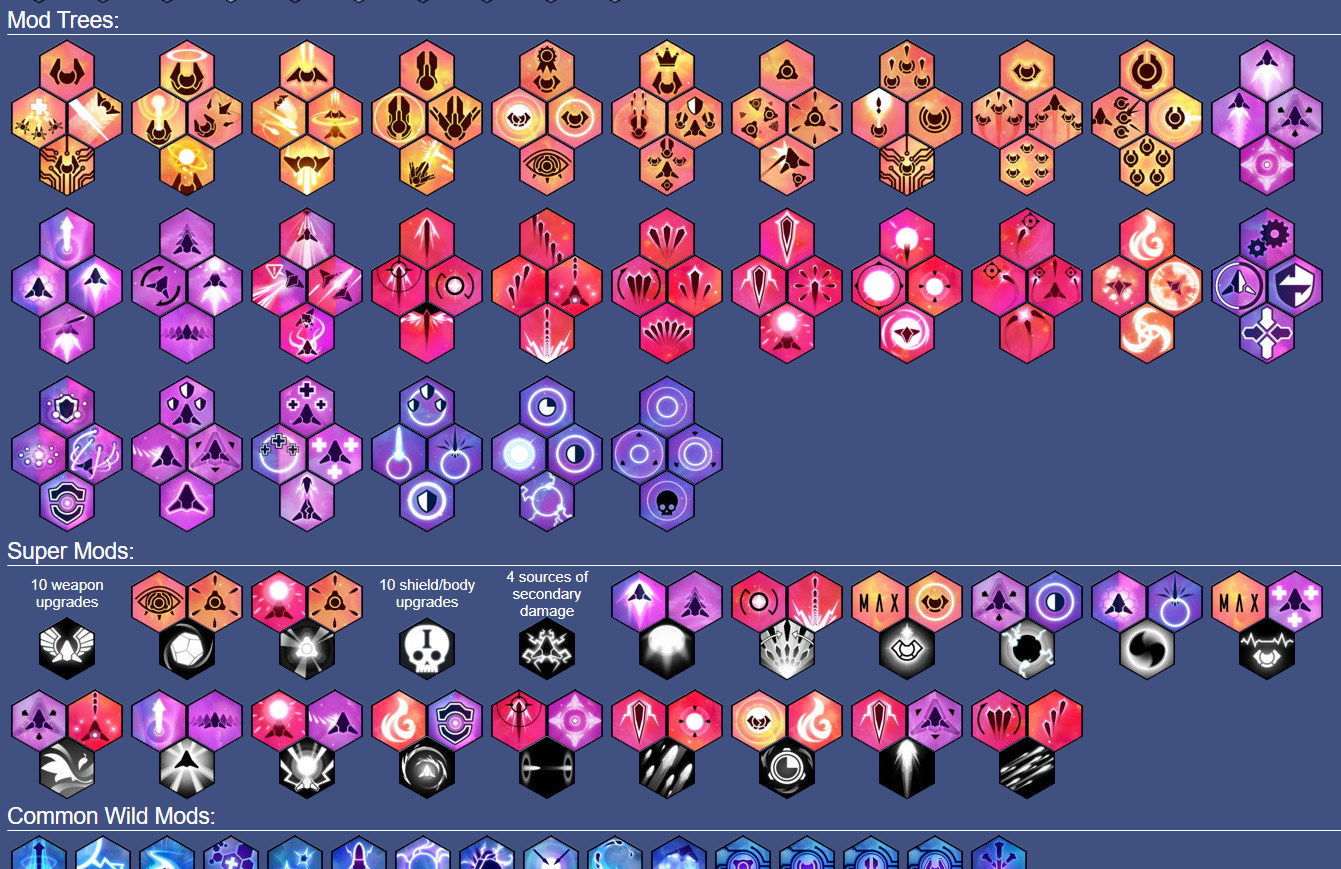 Mod Trees:
Super Mods:
10 weapon
upgrades
10 shield/body
upgrades
4 sources of
secondary
damage
MAX
MAX
I
Common Wild Mods: